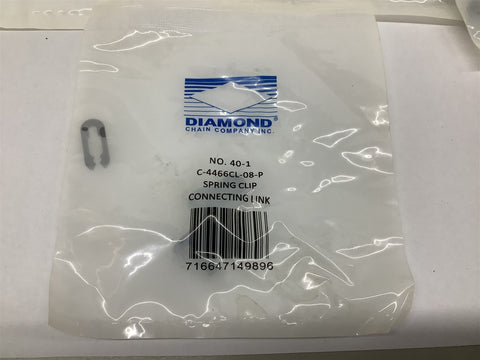 DIAMOND
CHAIN COMPANY INC.
NO. 40-1
C-4466CL-08-P
SPRING CLIP
CONNECTING LINK
716647149896